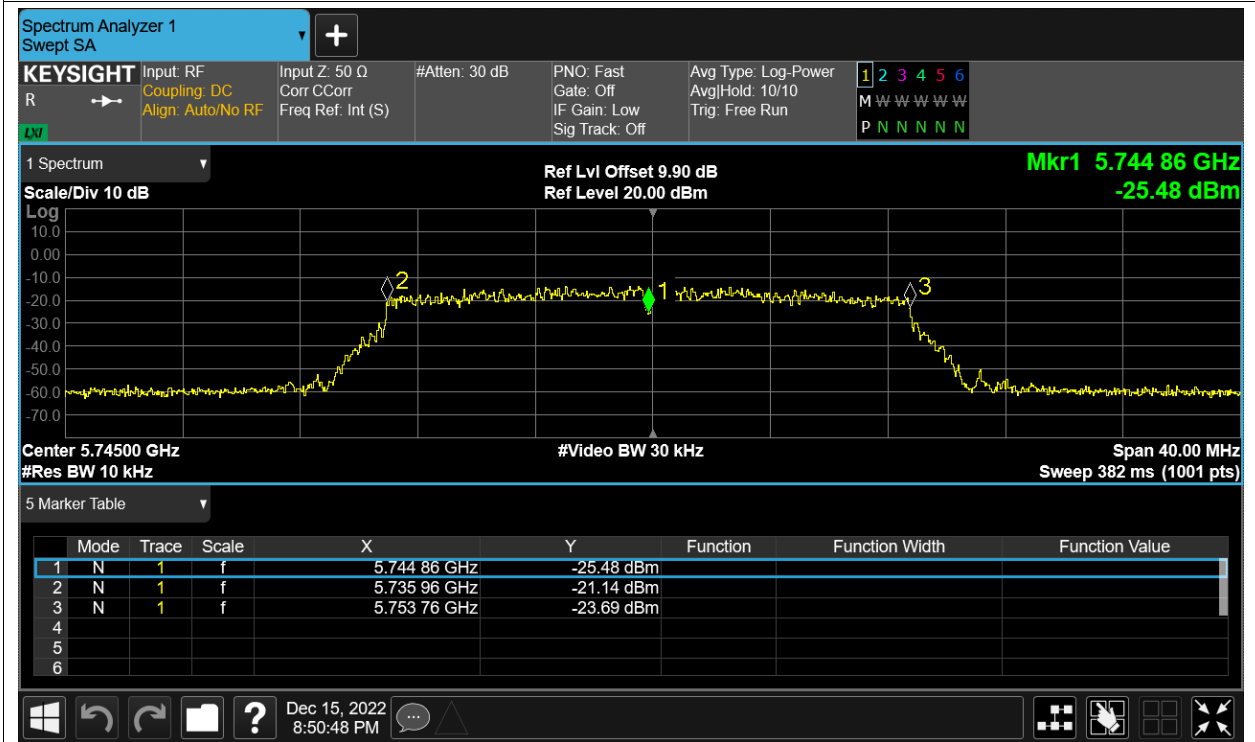 Spectrum Analyzer 1
Swept SA
+
KEYSIGHT Input: RF Input Z: 50 Ω #Atten: 30 dB PNO: Fast Avg Type: Log-Power 1 2 3 4 5 6
R Coupling: DC Corr CCorr Gate: Off Avg|Hold: 10/10 M W W W W W
Align: Auto/No RF Freq Ref: Int (S) IF Gain: Low Trig: Free Run
LXI Sig Track: Off P N N N N N
1 Spectrum Ref Lvl Offset 9.90 dB Mkr1 5.744 86 GHz
Scale/Div 10 dB Ref Level 20.00 dBm -25.48 dBm
Log
10.0
0.00
-10.0
-20.0
-30.0
-40.0
-50.0
-60.0
-70.0
2
1
3
Center 5.74500 GHz #Video BW 30 kHz Span 40.00 MHz
#Res BW 10 kHz Sweep 382 ms (1001 pts)
5 Marker Table
Mode Trace Scale X Y Function Function Width Function Value
1 N 1 f 5.744 86 GHz -25.48 dBm
2 N 1 f 5.735 96 GHz -21.14 dBm
3 N 1 f 5.753 76 GHz -23.69 dBm
4
5
6
? Dec 15, 2022
8:50:48 PM